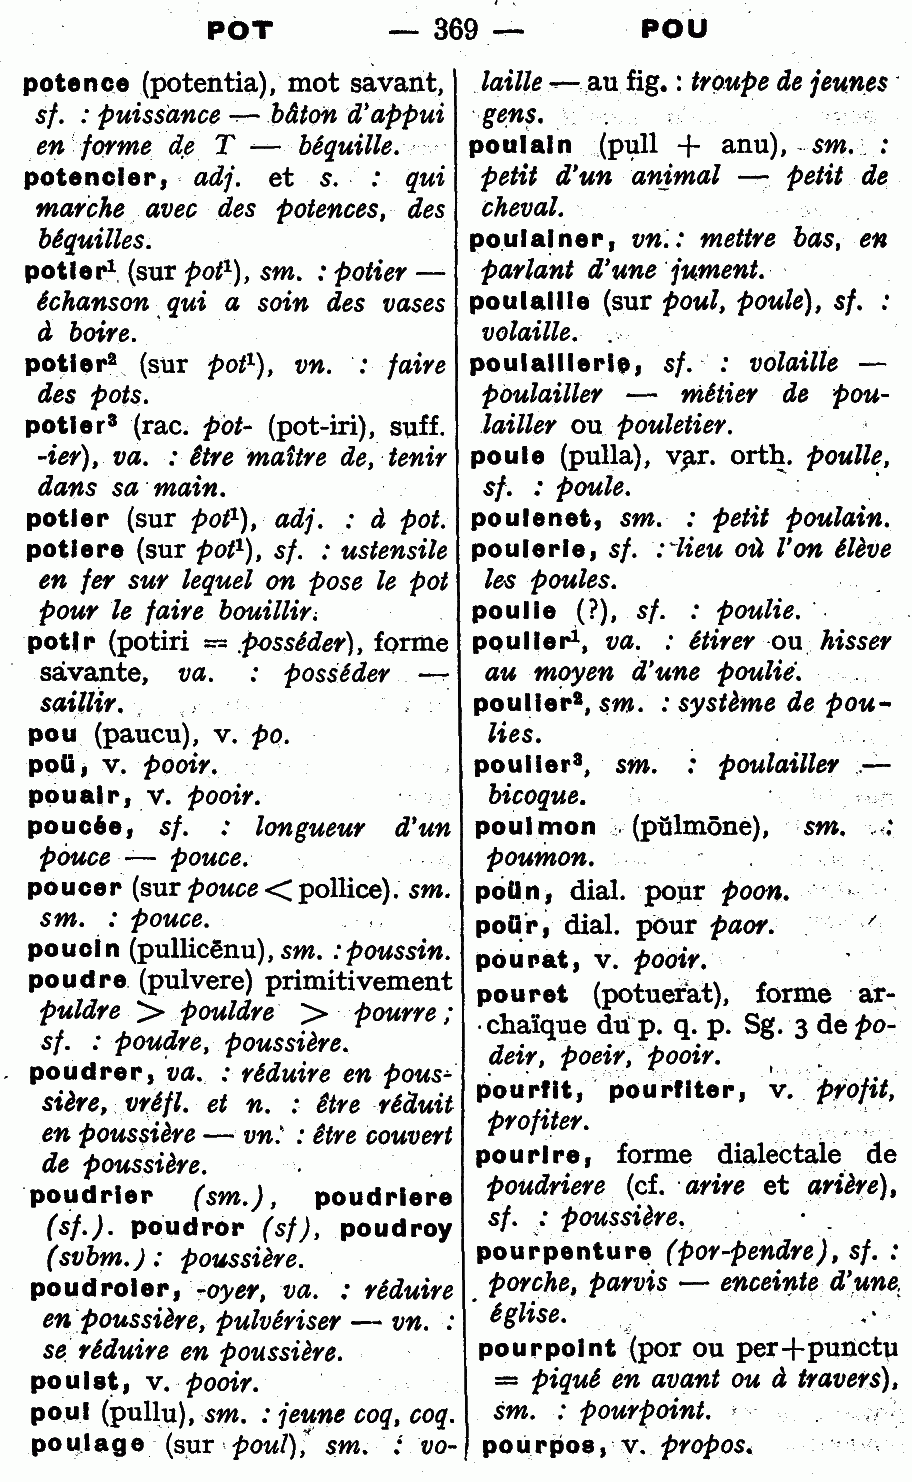 POT — 369 — POU
potence (potentia), mot savant,
sf. : puissance — bâton d'appui
en forme de T — béquille.
potencier, adj. et s. : qui
marche avec des potences, des
béquilles.
potier¹ (sur pot¹), sm. : potier —
échanson qui a soin des vases
à boire.
potier² (sur pot¹), vn. : faire
des pots.
potier³ (rac. pot- (pot-iri), suff.
-ier), va. : être maître de, tenir
dans sa main.
potier (sur pot¹), adj. : à pot.
potiere (sur pot¹), sf. : ustensile
en fer sur lequel on pose le pot
pour le faire bouillir.
potir (potiri = posséder), forme
savante, va. : posséder —
saillir.
pou (paucu), v. po.
poü, v. pooir.
pouair, v. pooir.
poucée, sf. : longueur d'un
pouce — pouce.
poucer (sur pouce < pollice). sm.
sm. : pouce.
poucin (pullicēnu), sm. : poussin.
poudre (pulvere) primitivement
puldre > pouldre > pourre ;
sf. : poudre, poussière.
poudrer, va. : réduire en pous-
sière, vréfl. et n. : être réduit
en poussière — vn. : être couvert
de poussière.
poudrier (sm.), poudriere
(sf.). poudror (sf), poudroy
(svbm.) : poussière.
poudroier, -oyer, va. : réduire
en poussière, pulvériser — vn. :
se réduire en poussière.
pouist, v. pooir.
poul (pullu), sm. : jeune coq, coq.
poulage (sur poul), sm. : vo-
laille — au fig. : troupe de jeunes
gens.
poulain (pull + anu), sm. :
petit d'un animal — petit de
cheval.
poulainer, vn. : mettre bas, en
parlant d'une jument.
poulaille (sur poul, poule), sf. :
volaille.
poulaillerie, sf. : volaille —
poulailler — métier de pou-
lailler ou pouletier.
poule (pulla), var. orth. poulle,
sf. : poule.
poulenet, sm. : petit poulain.
poulerie, sf. : lieu où l'on élève
les poules.
poulie (?), sf. : poulie.
poulier¹, va. : étirer ou hisser
au moyen d'une poulié.
poulier², sm. : système de pou-
lies.
poulier³, sm. : poulailler —
bicoque.
poulmon (pŭlmōne), sm. :
poumon.
poün, dial. pour poon.
poür, dial. pour paor.
pourat, v. pooir.
pouret (potuerat), forme ar-
chaïque du p. q. p. Sg. 3 de po-
deir, poeir, pooir.
pourfit, pourfiter, v. profit,
profiter.
pourire, forme dialectale de
poudriere (cf. arire et arière),
sf. : poussière.
pourpenture (por-pendre), sf. :
porche, parvis — enceinte d'une
église.
pourpoint (por ou per+punctu
= piqué en avant ou à travers),
sm. : pourpoint.
pourpos, v. propos.